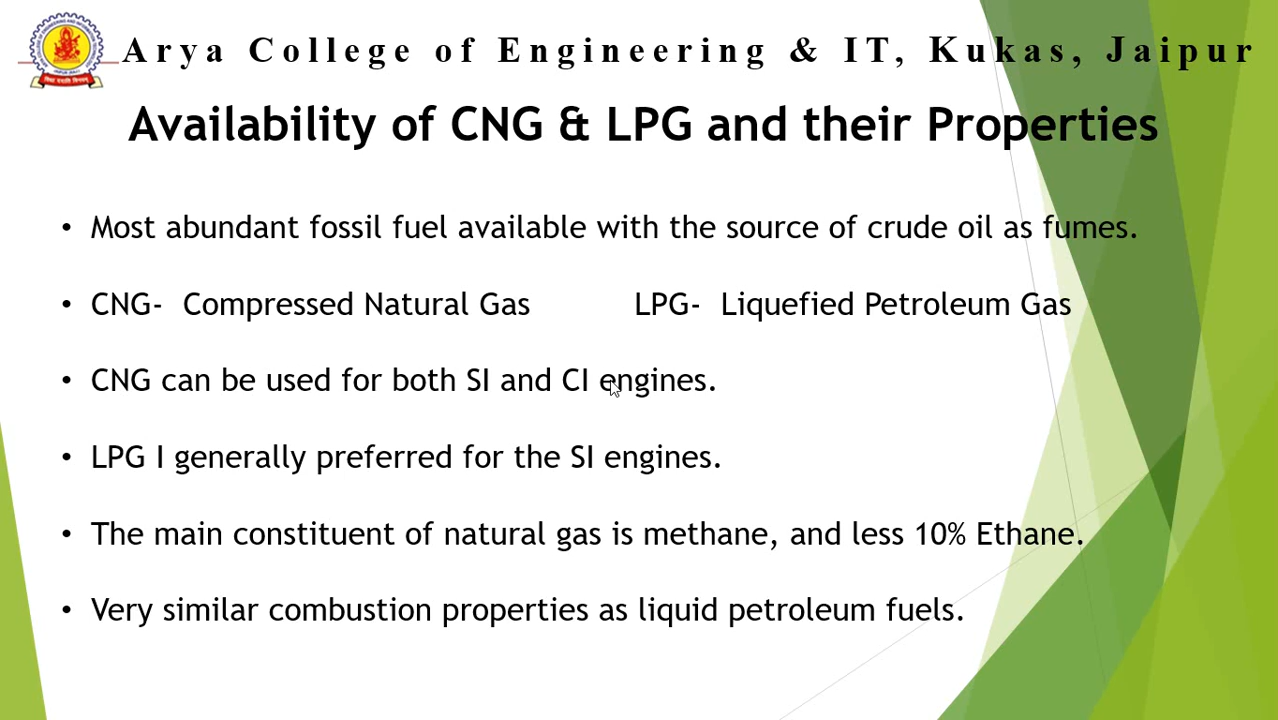 Arya College of Engineering & IT, Kukas, Jaipur
Availability of CNG & LPG and their Properties
• Most abundant fossil fuel available with the source of crude oil as fumes.
• CNG- Compressed Natural Gas LPG- Liquefied Petroleum Gas
• CNG can be used for both SI and CI engines.
• LPG I generally preferred for the SI engines.
• The main constituent of natural gas is methane, and less 10% Ethane.
• Very similar combustion properties as liquid petroleum fuels.